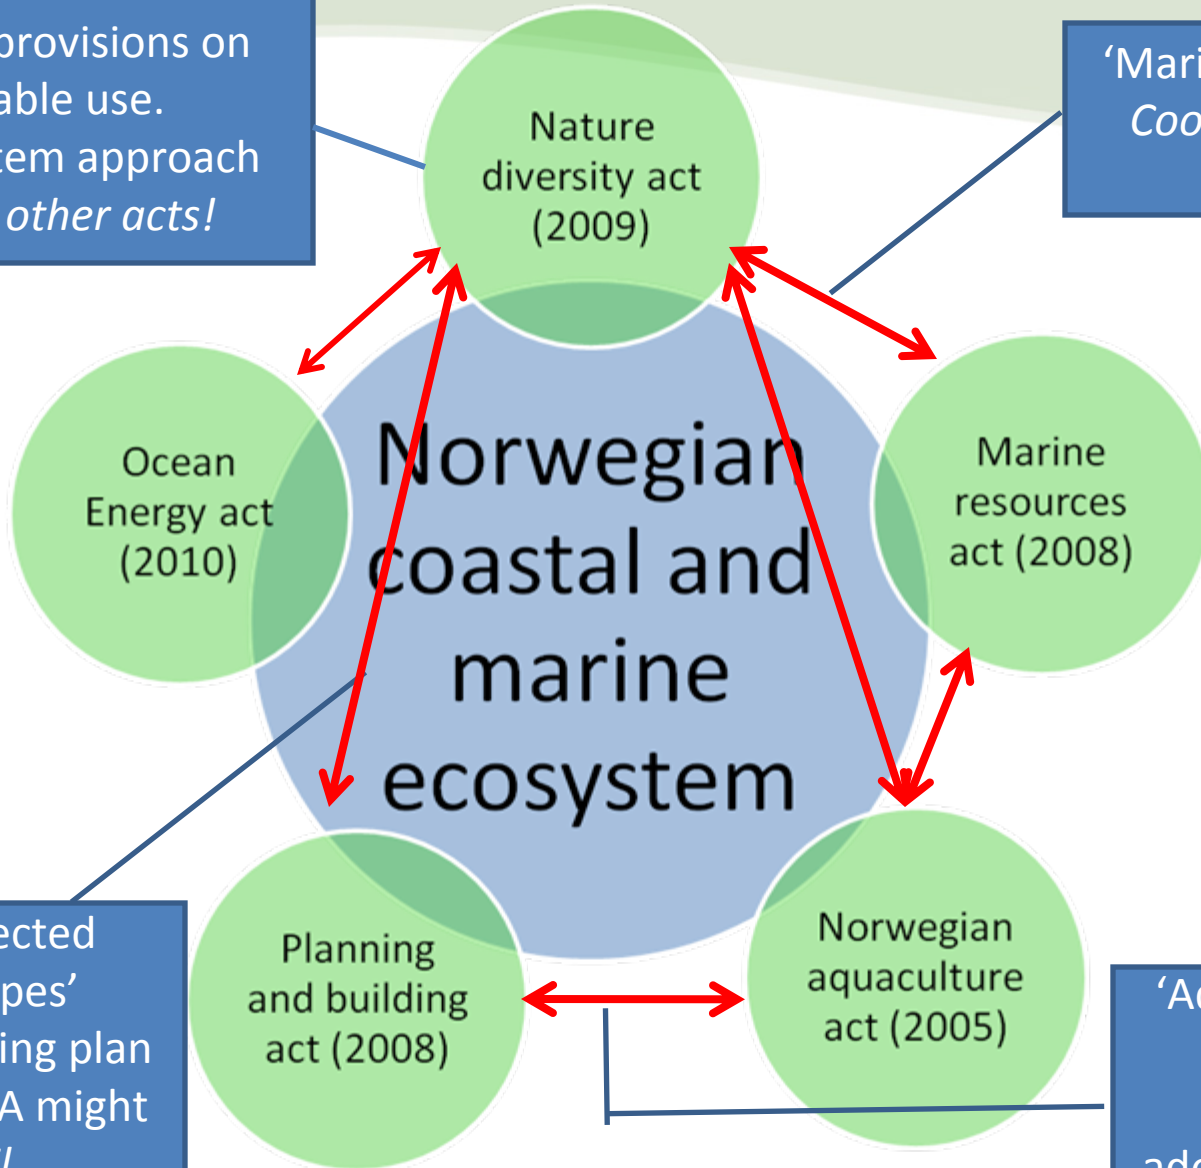 provisions on
able use.
tem approach
other acts!
Nature
diversity act
(2009)
‘Mari
Coo
Ocean
Energy act
(2010)
Norwegian
coastal and
marine
ecosystem
Marine
resources
act (2008)
ected
pes’
ing plan
A might
Planning
and building
act (2008)
Norwegian
aquaculture
act (2005)
‘Ac